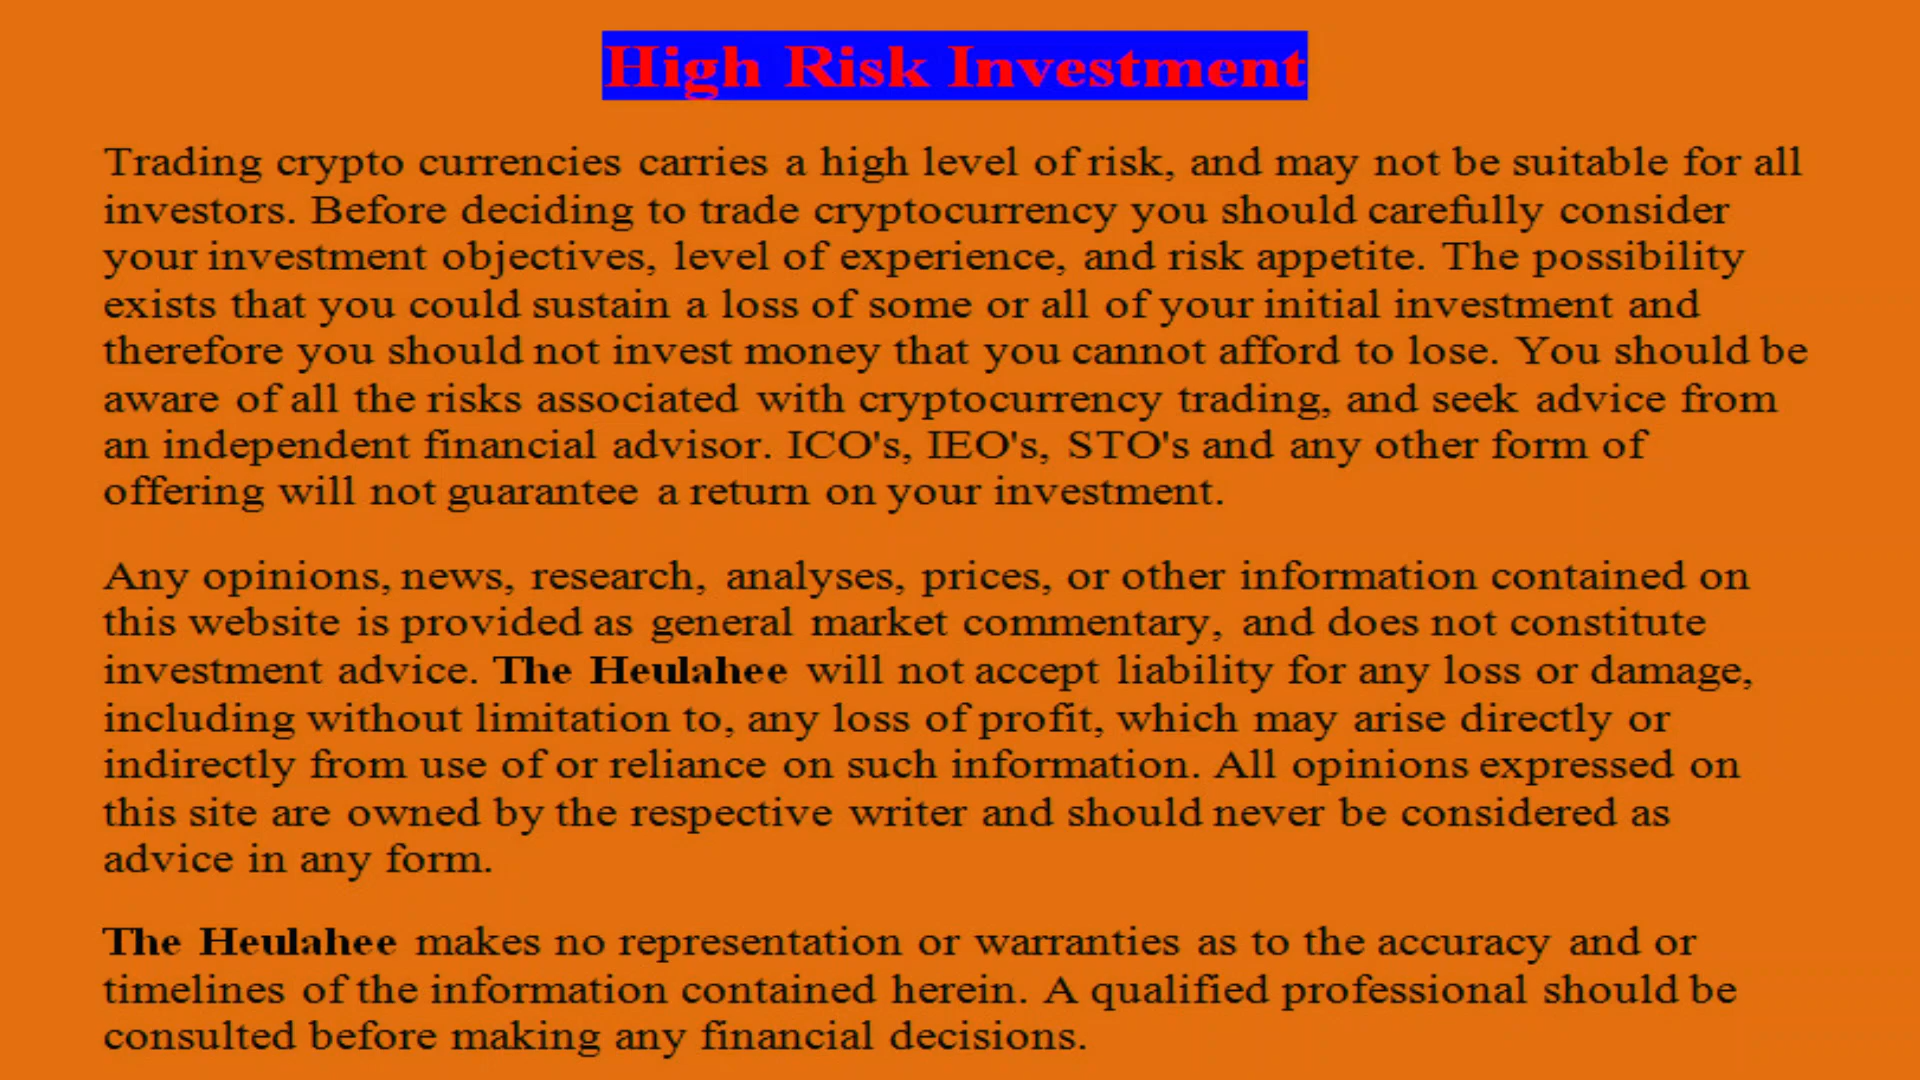 High Risk Investment
Trading crypto currencies carries a high level of risk, and may not be suitable for all
investors. Before deciding to trade cryptocurrency you should carefully consider
your investment objectives, level of experience, and risk appetite. The possibility
exists that you could sustain a loss of some or all of your initial investment and
therefore you should not invest money that you cannot afford to lose. You should be
aware of all the risks associated with cryptocurrency trading, and seek advice from
an independent financial advisor. ICO's, IEO's, STO's and any other form of
offering will not guarantee a return on your investment.
Any opinions, news, research, analyses, prices, or other information contained on
this website is provided as general market commentary, and does not constitute
investment advice. The Heulahee will not accept liability for any loss or damage,
including without limitation to, any loss of profit, which may arise directly or
indirectly from use of or reliance on such information. All opinions expressed on
this site are owned by the respective writer and should never be considered as
advice in any form.
The Heulahee makes no representation or warranties as to the accuracy and or
timelines of the information contained herein. A qualified professional should be
consulted before making any financial decisions.